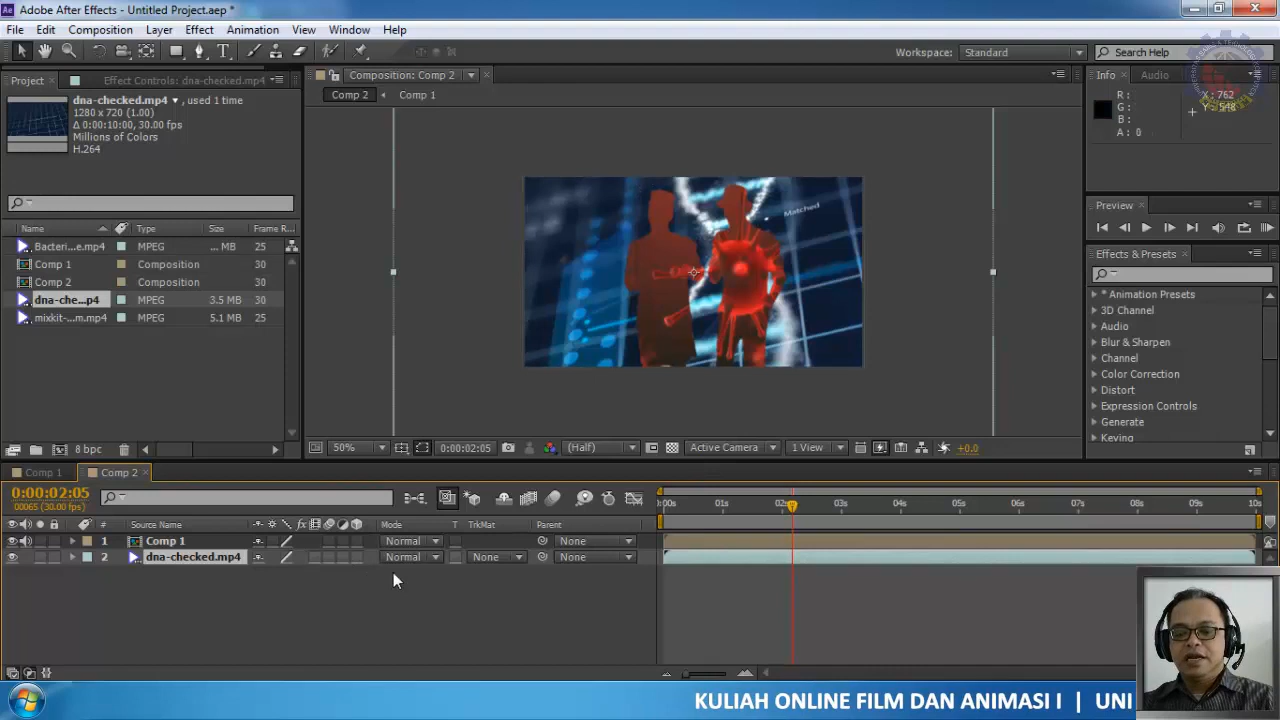 Adobe After Effects - Untitled Project.aep *
File Edit Composition Layer Effect Animation View Window Help
Workspace: Standard Search Help
Project Effect Controls: dna-checked.mp4
Composition: Comp 2
Info Audio
dna-checked.mp4 , used 1 time
1280 x 720 (1.00)
Δ 0:00:10:00, 30.00 fps
Millions of Colors
H.264
Comp 2 Comp 1
R : X : 762
G : Y : 548
B :
A : 0
Matched
Preview
Name Type Size Frame R
Bacteri...e.mp4 MPEG ... MB 25
Comp 1 Composition 30
Comp 2 Composition 30
dna-che...p4 MPEG 3.5 MB 30
mixkit-...m.mp4 MPEG 5.1 MB 25
Effects & Presets
* Animation Presets
3D Channel
Audio
Blur & Sharpen
Channel
Color Correction
Distort
Expression Controls
Generate
Keying
8 bpc
50% 0:00:02:05 (Half) Active Camera 1 View +0.0
Comp 1 Comp 2
0:00:02:05
00065 (30.00 fps)
:00s 01s 02s 03s 04s 05s 06s 07s 08s 09s 10s
# Source Name fx Mode T TrkMat Parent
1 Comp 1 Normal None
2 dna-checked.mp4 Normal None None
KULIAH ONLINE FILM DAN ANIMASI I | UNI